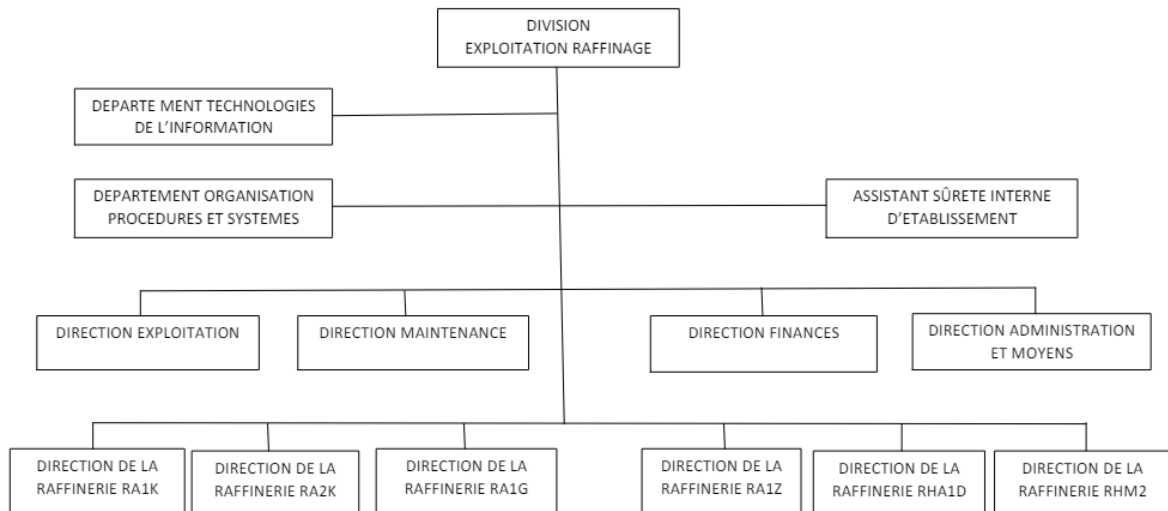 DIVISION
EXPLOITATION RAFFINAGE
DEPARTE MENT TECHNOLOGIES
DE L'INFORMATION
DEPARTEMENT ORGANISATION
PROCEDURES ET SYSTEMES
ASSISTANT SÛRETE INTERNE
D'ETABLISSEMENT
DIRECTION EXPLOITATION
DIRECTION MAINTENANCE
DIRECTION FINANCES
DIRECTION ADMINISTRATION
ET MOYENS
DIRECTION DE LA
RAFFINERIE RA1K
DIRECTION DE LA
RAFFINERIE RA2K
DIRECTION DE LA
RAFFINERIE RA1G
DIRECTION DE LA
RAFFINERIE RA1Z
DIRECTION DE LA
RAFFINERIE RHA1D
DIRECTION DE LA
RAFFINERIE RHM2